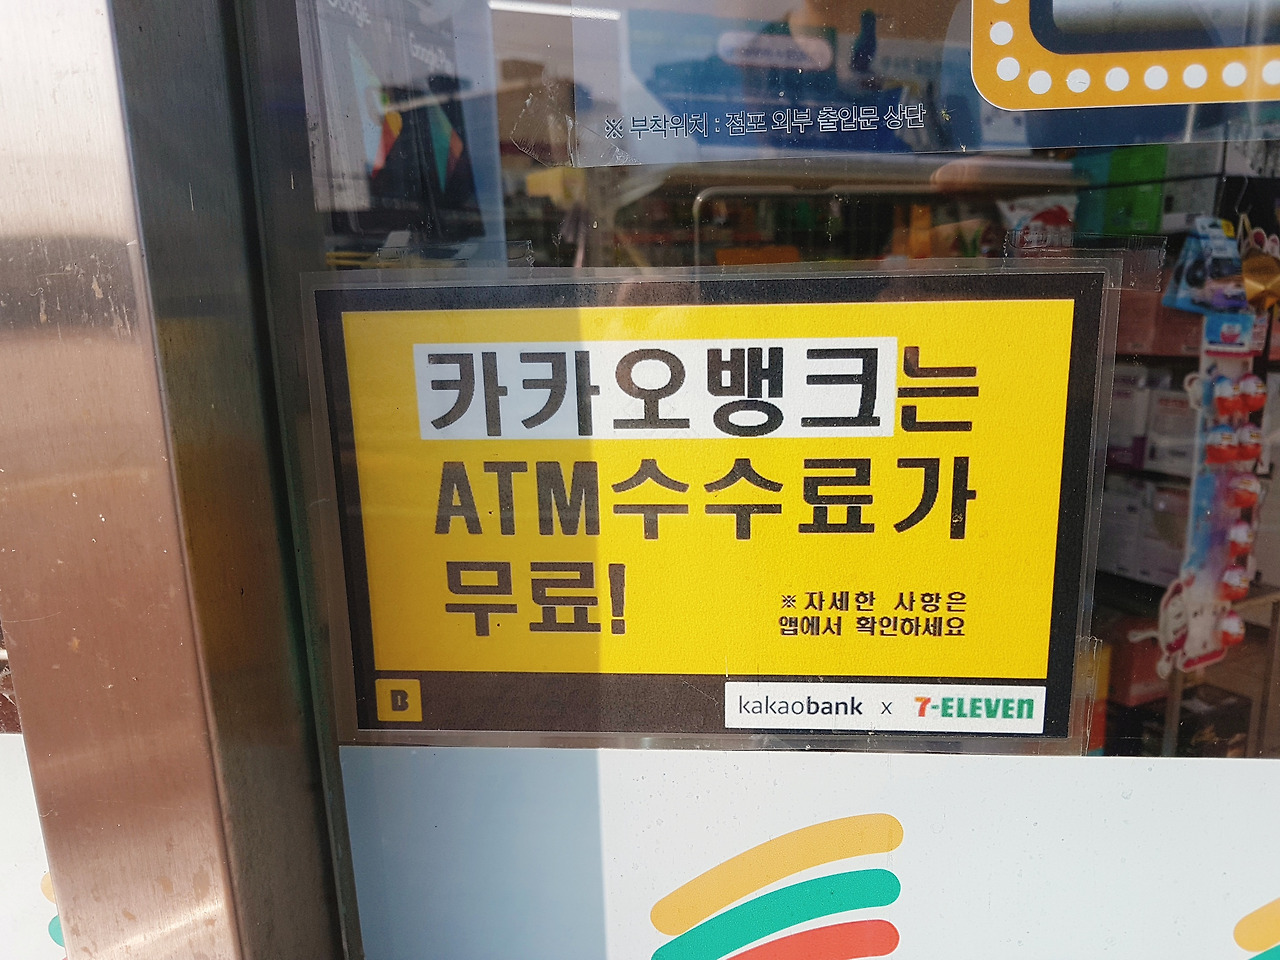 Google Play
※ 부착위치 : 점포 외부 출입문 상단
카카오뱅크는
ATM수수료가
무료!
※ 자세한 사항은
앱에서 확인하세요
B
kakaobank x 7-ELEVEN